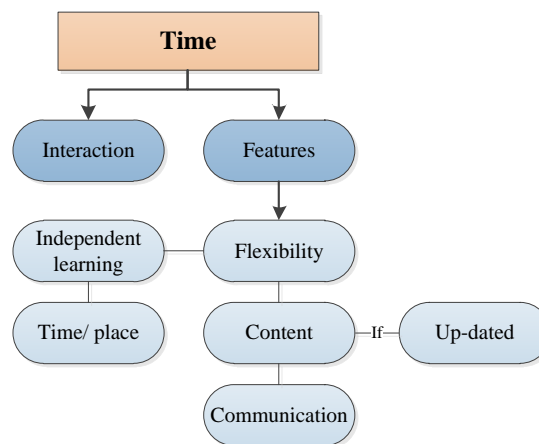 Time
Interaction
Features
Independent
learning
Flexibility
Time/ place
Content
If
Up-dated
Communication